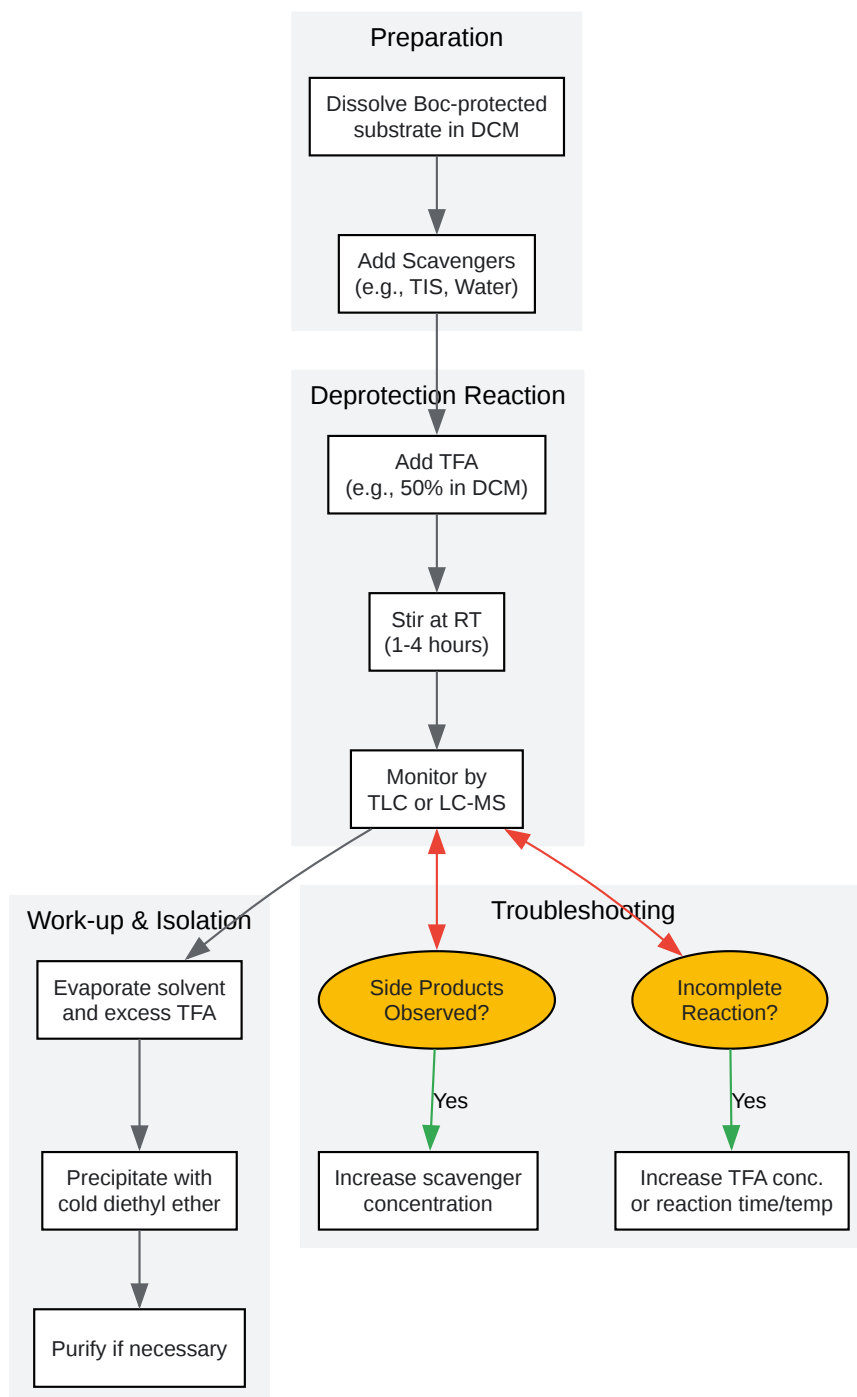 Preparation
Dissolve Boc-protected
substrate in DCM
Add Scavengers
(e.g., TIS, Water)
Deprotection Reaction
Add TFA
(e.g., 50% in DCM)
Stir at RT
(1-4 hours)
Monitor by
TLC or LC-MS
Work-up & Isolation
Evaporate solvent
and excess TFA
Precipitate with
cold diethyl ether
Purify if necessary
Troubleshooting
Side Products
Observed?
Yes
Increase scavenger
concentration
Incomplete
Reaction?
Yes
Increase TFA conc.
or reaction time/temp